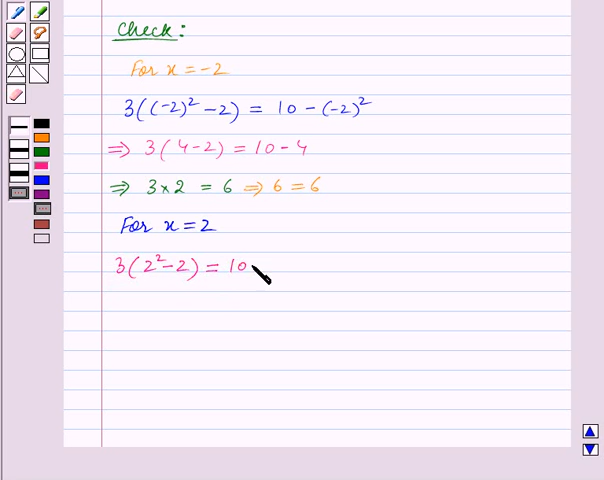 Check:
For x = -2
3((-2)² - 2) = 10 - (-2)²
⇒ 3(4-2) = 10-4
⇒ 3×2 = 6 ⇒ 6 = 6
For x = 2
3(2²-2) = 10